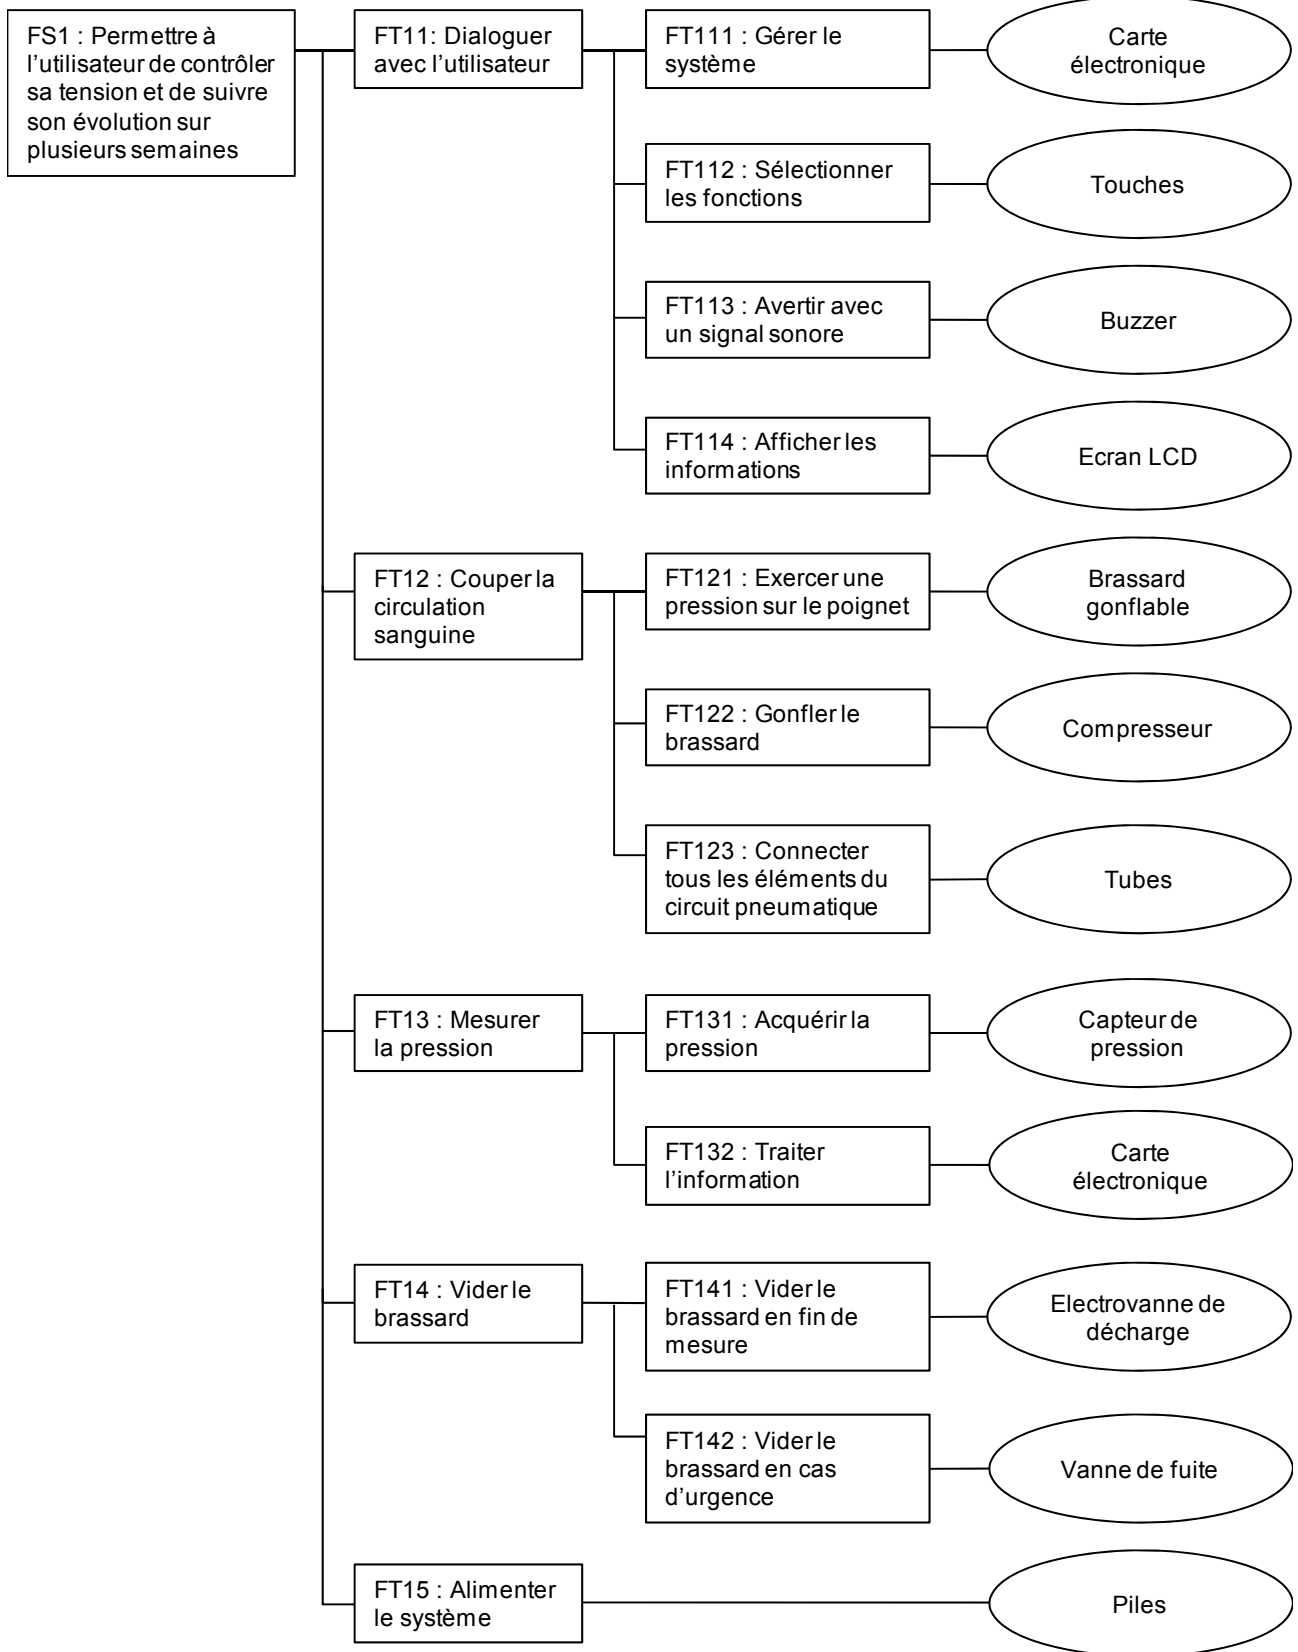 FS1 : Permettre à
l'utilisateur de contrôler
sa tension et de suivre
son évolution sur
plusieurs semaines
FT11: Dialoguer
avec l'utilisateur
FT111 : Gérer le
système
Carte
électronique
FT112 : Sélectionner
les fonctions
Touches
FT113 : Avertir avec
un signal sonore
Buzzer
FT114 : Afficher les
informations
Ecran LCD
FT12 : Couper la
circulation
sanguine
FT121 : Exercer une
pression sur le poignet
Brassard
gonflable
FT122 : Gonfler le
brassard
Compresseur
FT123 : Connecter
tous les éléments du
circuit pneumatique
Tubes
FT13 : Mesurer
la pression
FT131 : Acquérir la
pression
Capteur de
pression
FT132 : Traiter
l'information
Carte
électronique
FT14 : Vider le
brassard
FT141 : Vider le
brassard en fin de
mesure
Electrovanne de
décharge
FT142 : Vider le
brassard en cas
d'urgence
Vanne de fuite
FT15 : Alimenter
le système
Piles